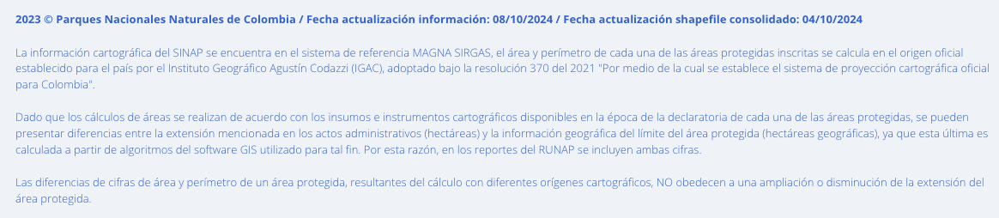 2023 © Parques Nacionales Naturales de Colombia / Fecha actualización información: 08/10/2024 / Fecha actualización shapefile consolidado: 04/10/2024
La información cartográfica del SINAP se encuentra en el sistema de referencia MAGNA SIRGAS, el área y perímetro de cada una de las áreas protegidas inscritas se calcula en el origen oficial
establecido para el país por el Instituto Geográfico Agustín Codazzi (IGAC), adoptado bajo la resolución 370 del 2021 "Por medio de la cual se establece el sistema de proyección cartográfica oficial
para Colombia".
Dado que los cálculos de áreas se realizan de acuerdo con los insumos e instrumentos cartográficos disponibles en la época de la declaratoria de cada una de las áreas protegidas, se pueden
presentar diferencias entre la extensión mencionada en los actos administrativos (hectáreas) y la información geográfica del límite del área protegida (hectáreas geográficas), ya que esta última es
calculada a partir de algoritmos del software GIS utilizado para tal fin. Por esta razón, en los reportes del RUNAP se incluyen ambas cifras.
Las diferencias de cifras de área y perímetro de un área protegida, resultantes del cálculo con diferentes orígenes cartográficos, NO obedecen a una ampliación o disminución de la extensión del
área protegida.